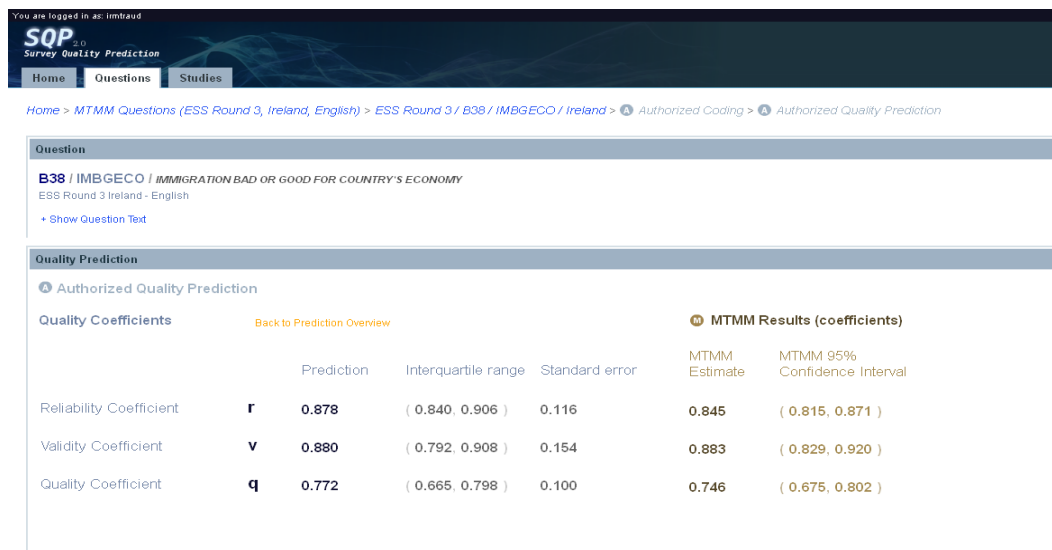 You are logged in as: irmtraud
SQP 2.0
Survey Quality Prediction
Home Questions Studies
Home > MTMM Questions (ESS Round 3, Ireland, English) > ESS Round 3 / B38 / IMBGECO / Ireland > A Authorized Coding > A Authorized Quality Prediction
Question
B38 / IMBGECO / IMMIGRATION BAD OR GOOD FOR COUNTRY'S ECONOMY
ESS Round 3 Ireland - English
+ Show Question Text
Quality Prediction
A Authorized Quality Prediction
Quality Coefficients Back to Prediction Overview M MTMM Results (coefficients)
Prediction Interquartile range Standard error MTMM Estimate MTMM 95% Confidence Interval
Reliability Coefficient r 0.878 ( 0.840, 0.906 ) 0.116 0.845 ( 0.815, 0.871 )
Validity Coefficient v 0.880 ( 0.792, 0.908 ) 0.154 0.883 ( 0.829, 0.920 )
Quality Coefficient q 0.772 ( 0.665, 0.798 ) 0.100 0.746 ( 0.675, 0.802 )